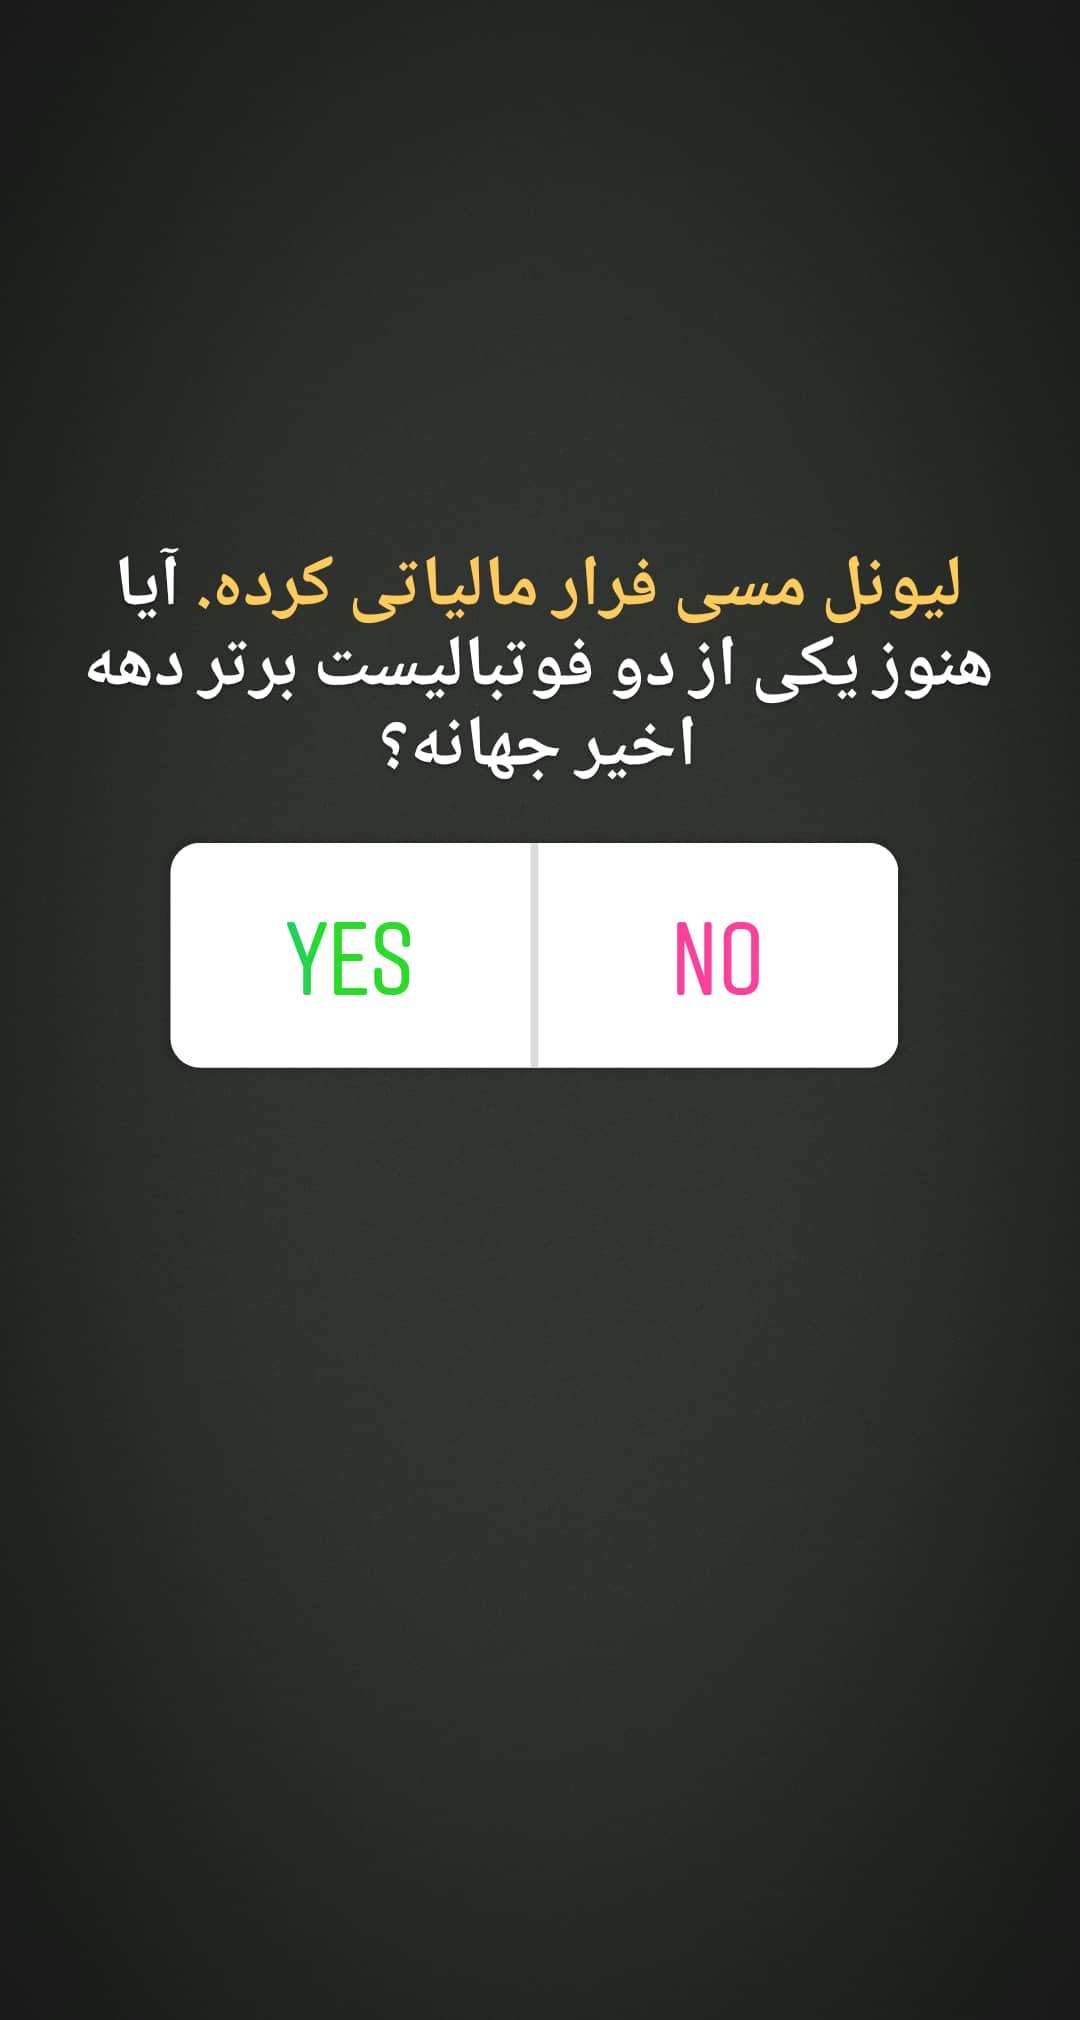 لیونل مسی فرار مالیاتی کرده. آیا
هنوز یکی از دو فوتبالیست برتر دهه
اخیر جهانه؟
YES
NO